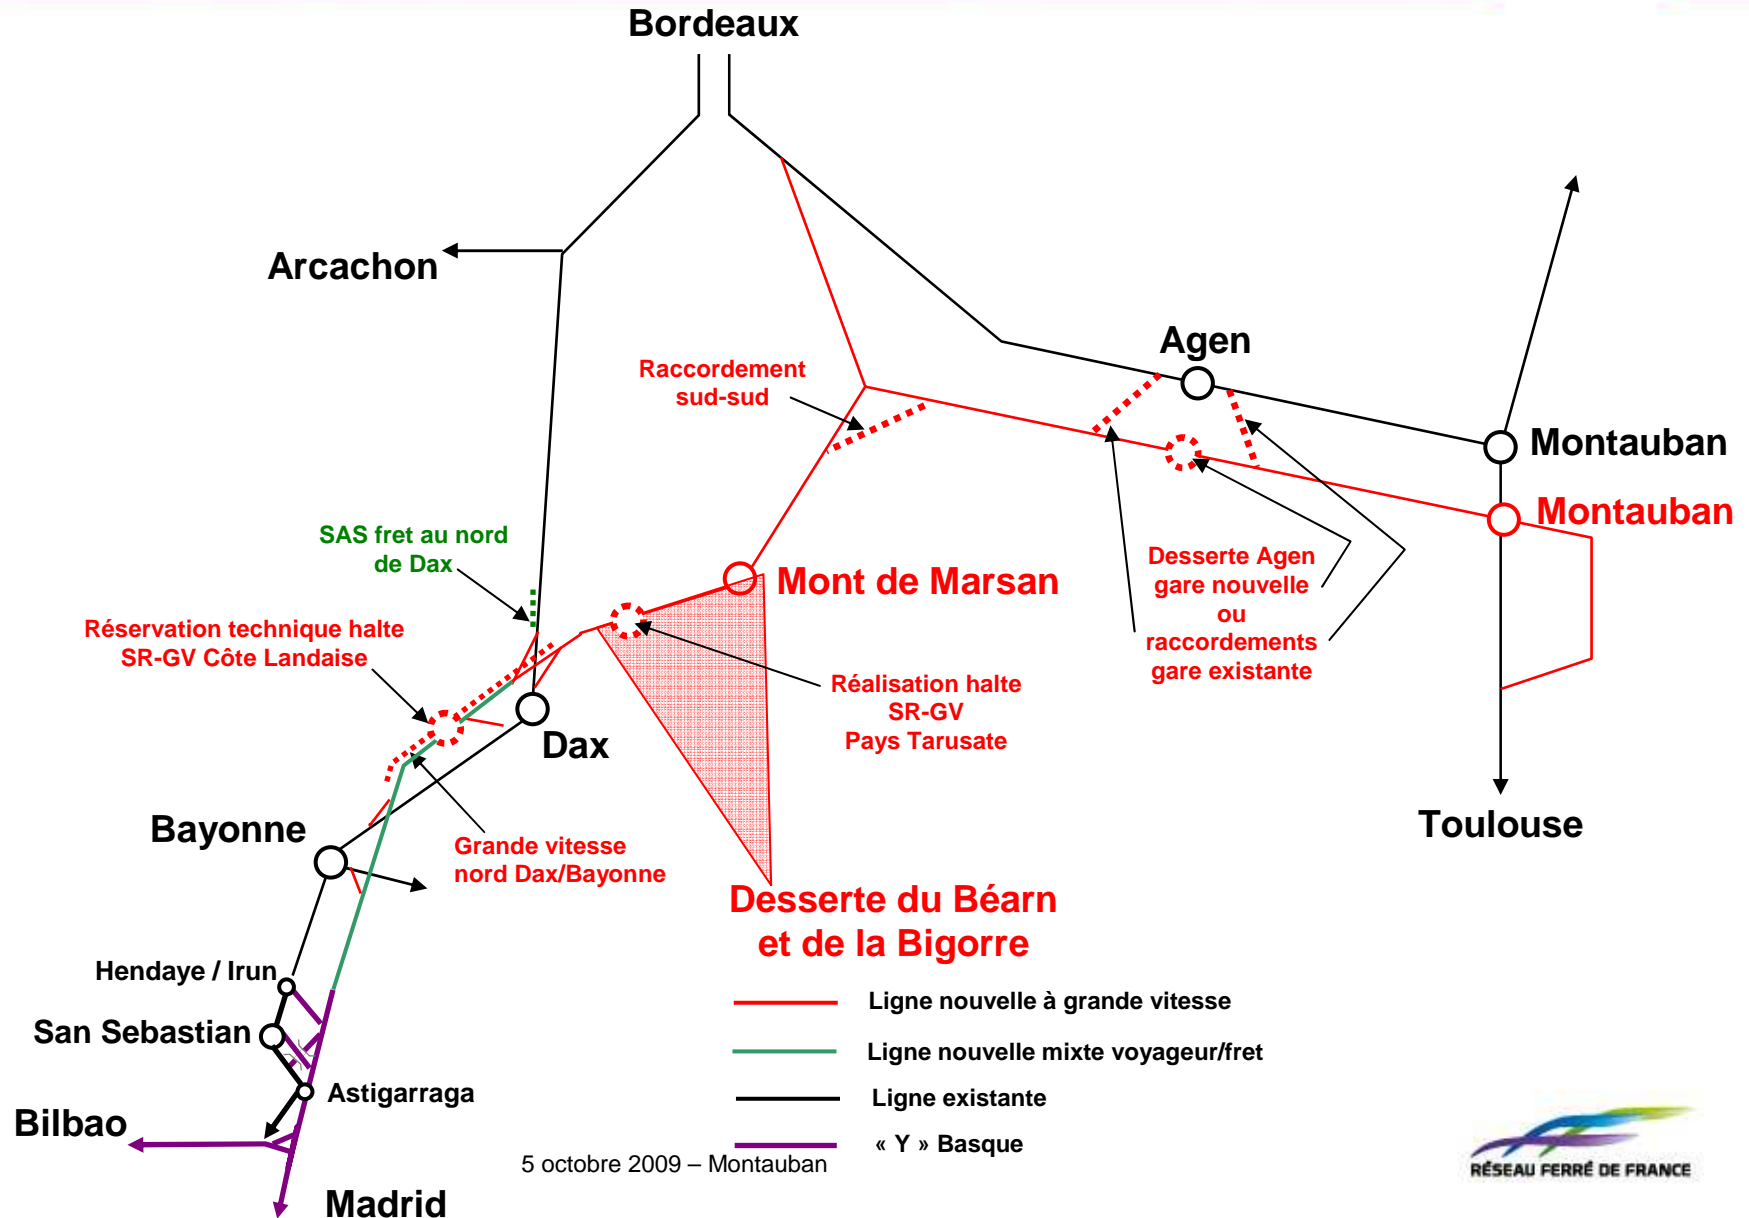 Bordeaux
Arcachon
Agen
Raccordement
sud-sud
Montauban
Montauban
SAS fret au nord
de Dax
Desserte Agen
gare nouvelle
ou
raccordements
gare existante
Mont de Marsan
Réservation technique halte
SR-GV Côte Landaise
Réalisation halte
SR-GV
Pays Tarusate
Dax
Toulouse
Bayonne
Grande vitesse
nord Dax/Bayonne
Desserte du Béarn
et de la Bigorre
Hendaye / Irun
San Sebastian
Astigarraga
Bilbao
Madrid
Ligne nouvelle à grande vitesse
Ligne nouvelle mixte voyageur/fret
Ligne existante
« Y » Basque
5 octobre 2009 – Montauban
RÉSEAU FERRÉ DE FRANCE